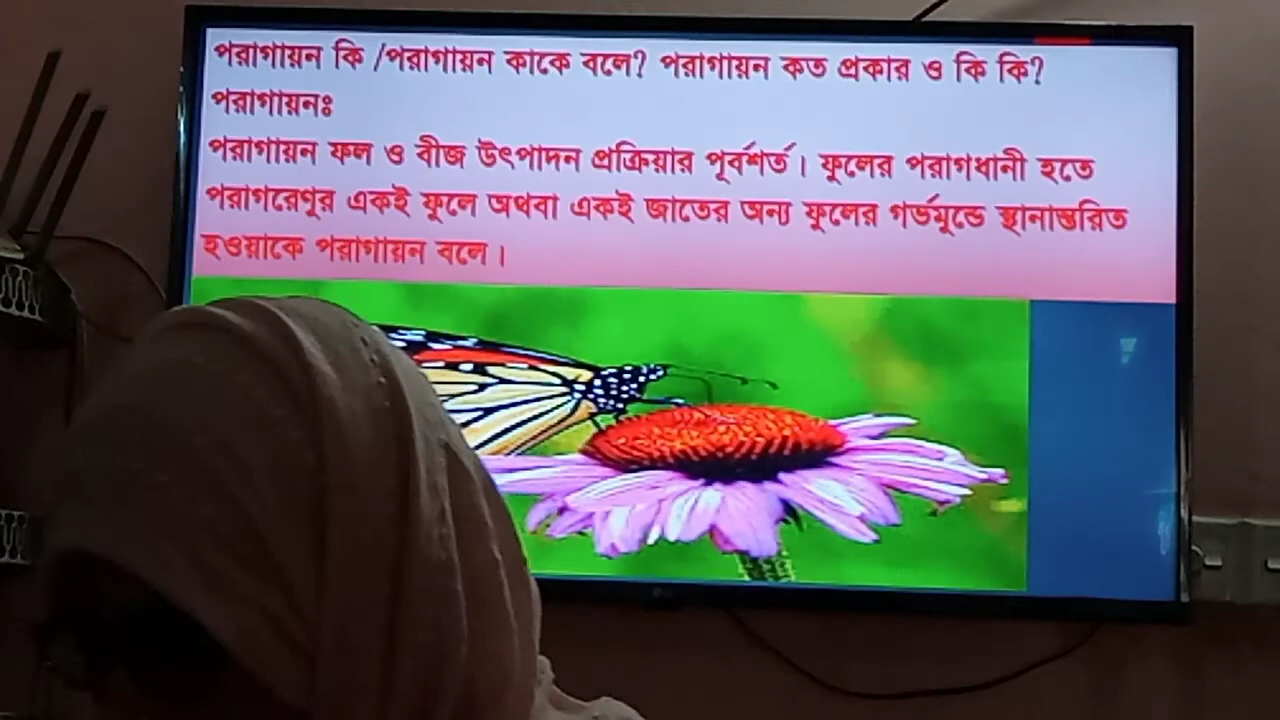 পরাগায়ন কি /পরাগায়ন কাকে বলে? পরাগায়ন কত প্রকার ও কি কি?
পরাগায়নঃ
পরাগায়ন ফল ও বীজ উৎপাদন প্রক্রিয়ার পূর্বশর্ত। ফুলের পরাগধানী হতে
পরাগরেণুর একই ফুলে অথবা একই জাতের অন্য ফুলের গর্ভমুন্ডে স্থানান্তরিত
হওয়াকে পরাগায়ন বলে।